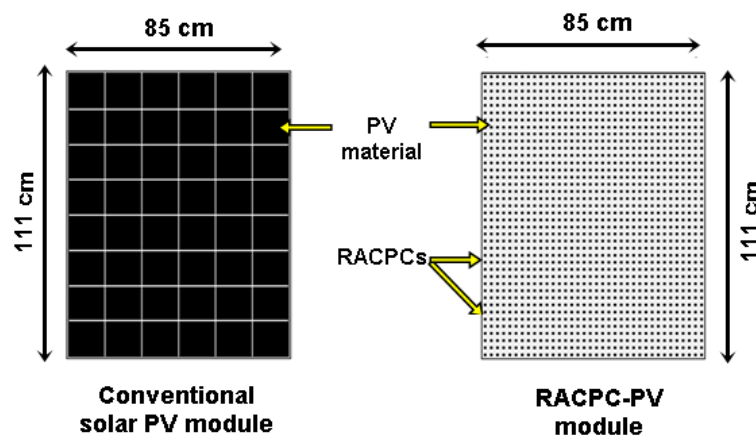 85 cm
85 cm
111 cm
PV
material
RACPCs
111 cm
Conventional
solar PV module
RACPC-PV
module